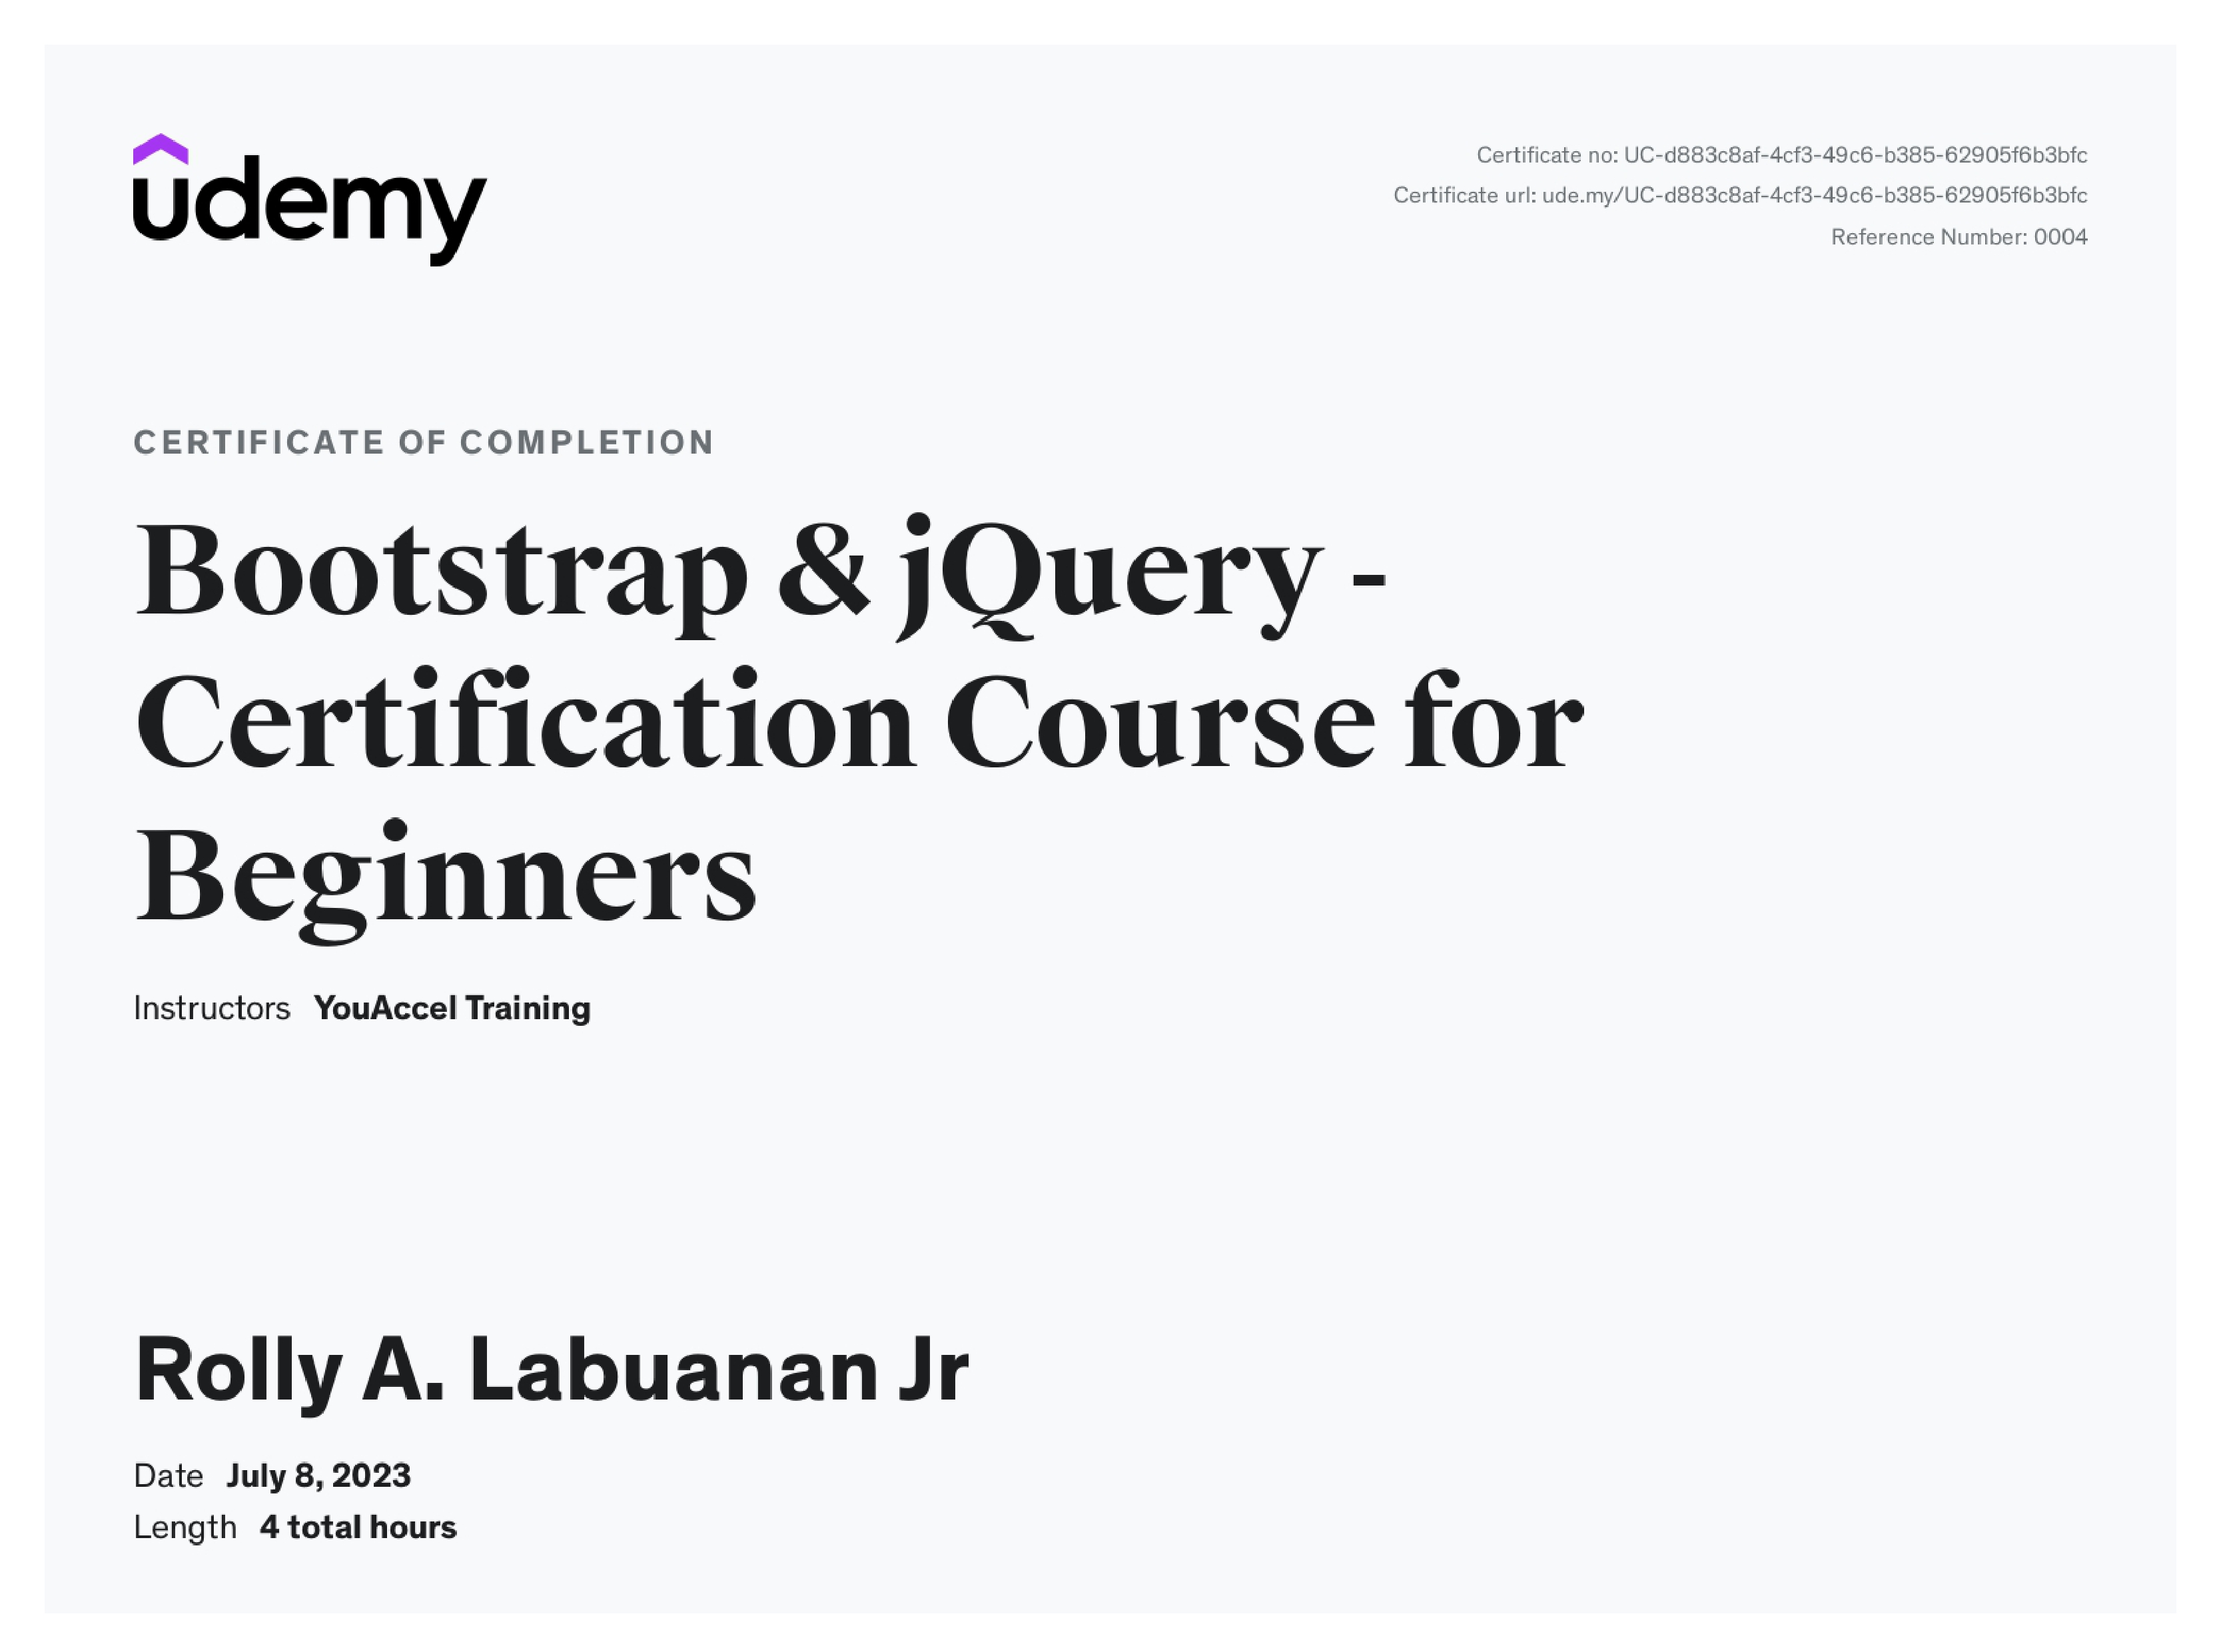 udemy
Certificate no: UC-d883c8af-4cf3-49c6-b385-62905f6b3bfc
Certificate url: ude.my/UC-d883c8af-4cf3-49c6-b385-62905f6b3bfc
Reference Number: 0004
CERTIFICATE OF COMPLETION
Bootstrap & jQuery -
Certification Course for
Beginners
Instructors YouAccel Training
Rolly A. Labuanan Jr
Date July 8, 2023
Length 4 total hours